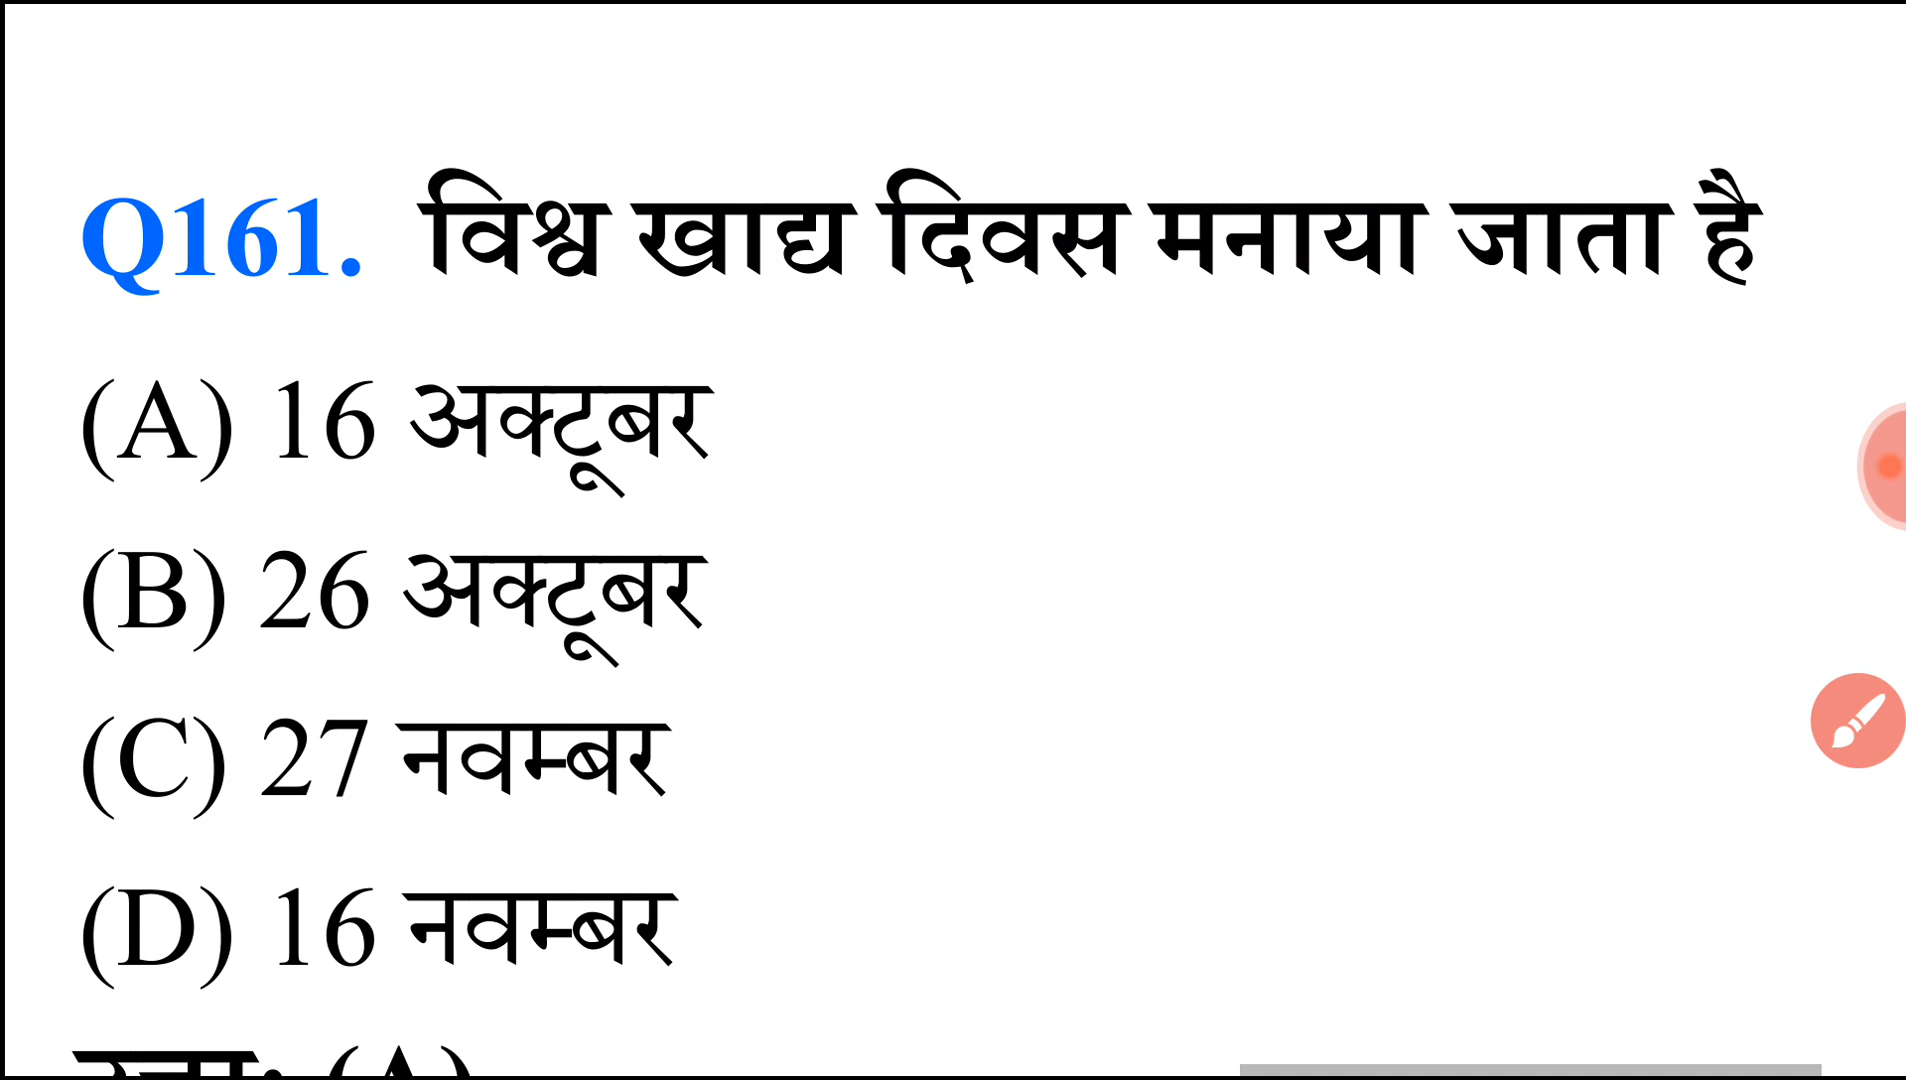 Q161. विश्व खाद्य दिवस मनाया जाता है
(A) 16 अक्टूबर
(B) 26 अक्टूबर
(C) 27 नवम्बर
(D) 16 नवम्बर
(A)